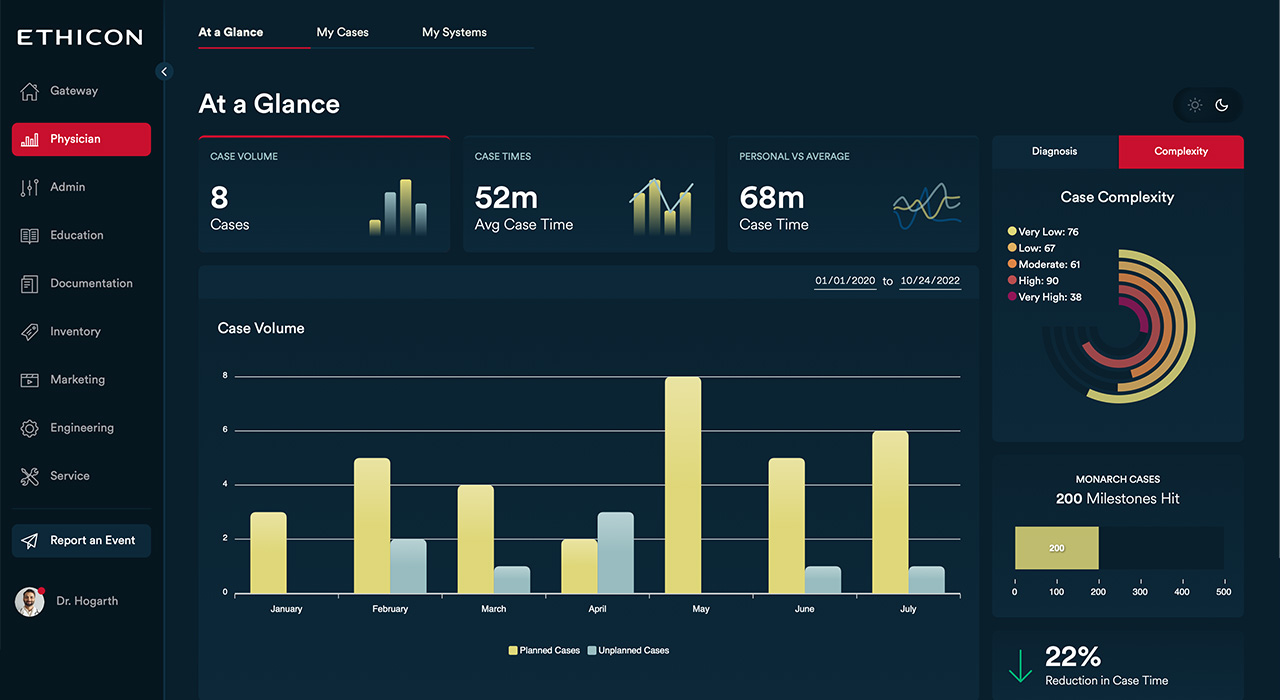 ETHICON
Gateway
Physician
Admin
Education
Documentation
Inventory
Marketing
Engineering
Service
Report an Event
Dr. Hogarth
At a Glance
My Cases
My Systems
At a Glance
CASE VOLUME
8
Cases
CASE TIMES
52m
Avg Case Time
PERSONAL VS AVERAGE
68m
Case Time
01/01/2020 to 10/24/2022
Case Volume
8
6
4
2
0
January February March April May June July
Planned Cases Unplanned Cases
Diagnosis
Complexity
Case Complexity
Very Low: 76
Low: 67
Moderate: 61
High: 90
Very High: 38
MONARCH CASES
200 Milestones Hit
200
0 100 200 300 400 500
22%
Reduction in Case Time